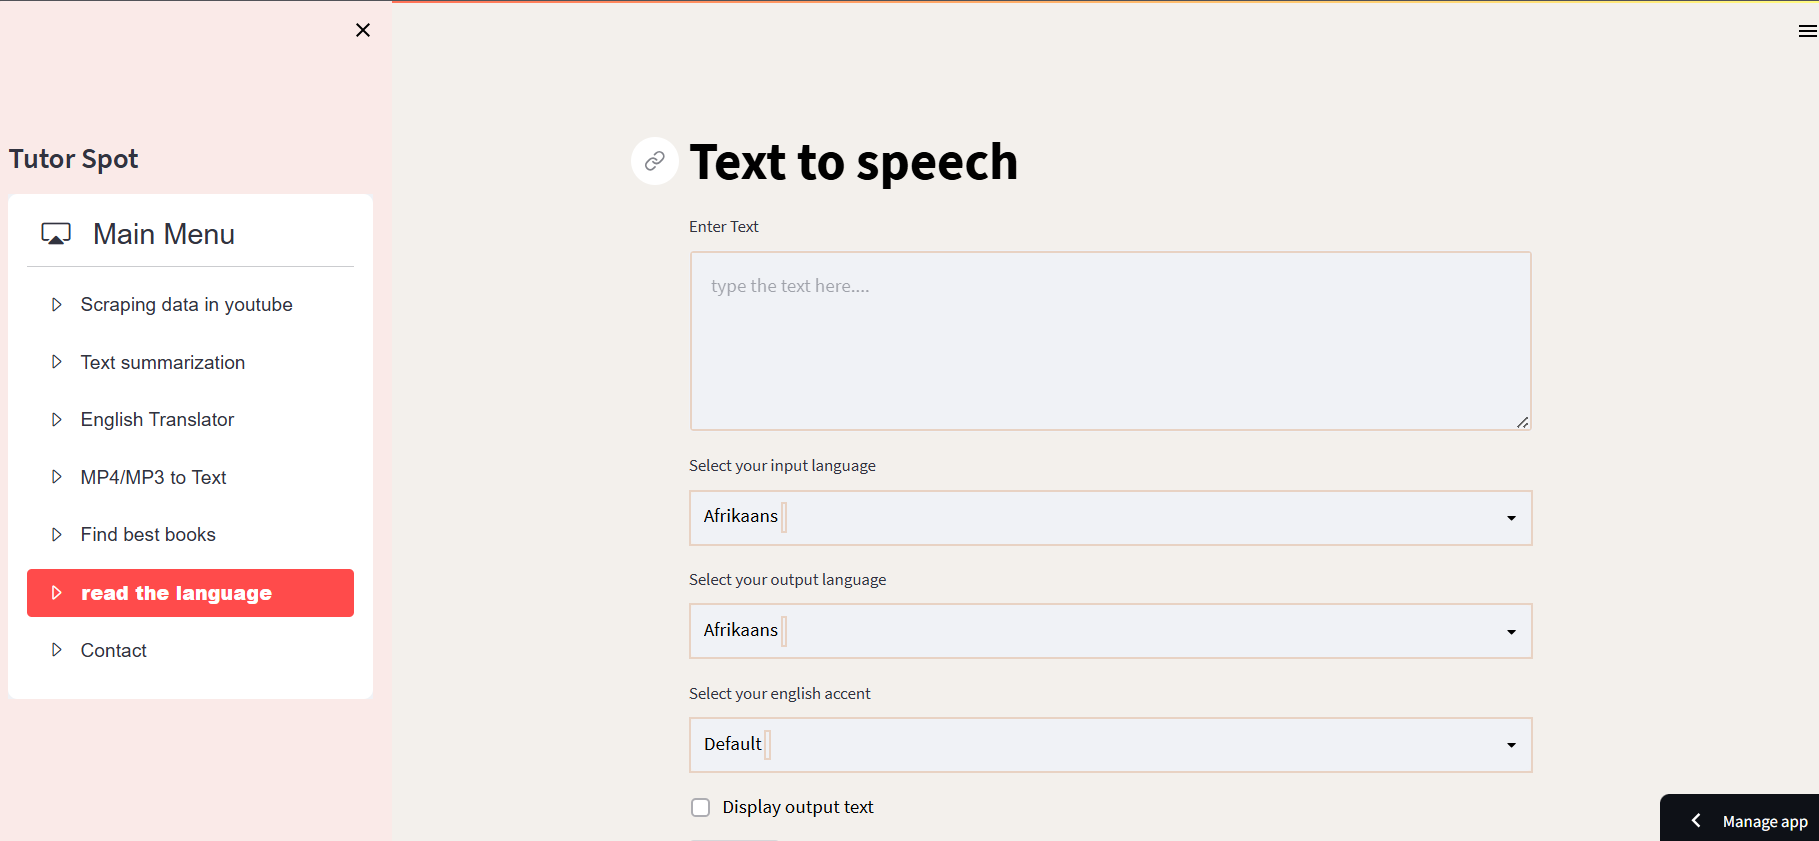 Tutor Spot
Main Menu
Scraping data in youtube
Text summarization
English Translator
MP4/MP3 to Text
Find best books
read the language
Contact
Text to speech
Enter Text
type the text here....
Select your input language
Afrikaans
Select your output language
Afrikaans
Select your english accent
Default
Display output text
Manage app